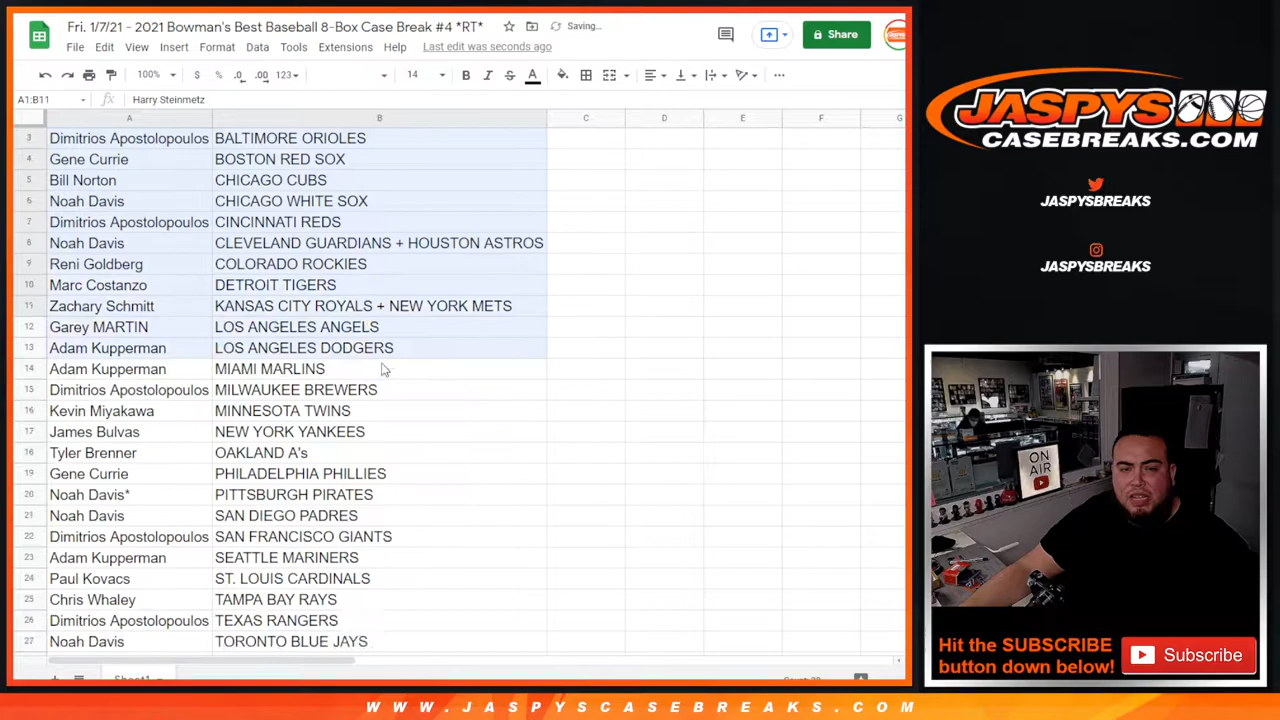 Fri. 1/7/21 - 2021 Bowman's Best Baseball 8-Box Case Break #4 *RT*
Saving...
File Edit View Insert Format Data Tools Extensions Help Last edit was seconds ago
Share
100% $ % .0 .00 123 14 B I S A
A1:B11 fx Harry Steinmetz
A B C D E F G
3 Dimitrios Apostolopoulos BALTIMORE ORIOLES
4 Gene Currie BOSTON RED SOX
5 Bill Norton CHICAGO CUBS
6 Noah Davis CHICAGO WHITE SOX
7 Dimitrios Apostolopoulos CINCINNATI REDS
8 Noah Davis CLEVELAND GUARDIANS + HOUSTON ASTROS
9 Reni Goldberg COLORADO ROCKIES
10 Marc Costanzo DETROIT TIGERS
11 Zachary Schmitt KANSAS CITY ROYALS + NEW YORK METS
12 Garey MARTIN LOS ANGELES ANGELS
13 Adam Kupperman LOS ANGELES DODGERS
14 Adam Kupperman MIAMI MARLINS
15 Dimitrios Apostolopoulos MILWAUKEE BREWERS
16 Kevin Miyakawa MINNESOTA TWINS
17 James Bulvas NEW YORK YANKEES
18 Tyler Brenner OAKLAND A's
19 Gene Currie PHILADELPHIA PHILLIES
20 Noah Davis* PITTSBURGH PIRATES
21 Noah Davis SAN DIEGO PADRES
22 Dimitrios Apostolopoulos SAN FRANCISCO GIANTS
23 Adam Kupperman SEATTLE MARINERS
24 Paul Kovacs ST. LOUIS CARDINALS
25 Chris Whaley TAMPA BAY RAYS
26 Dimitrios Apostolopoulos TEXAS RANGERS
27 Noah Davis TORONTO BLUE JAYS
JASPYS
CASEBREAKS.COM
JASPYSBREAKS
JASPYSBREAKS
ON
AIR
Hit the SUBSCRIBE
button down below!
Subscribe
WWW.JASPYSCASEBREAKS.COM